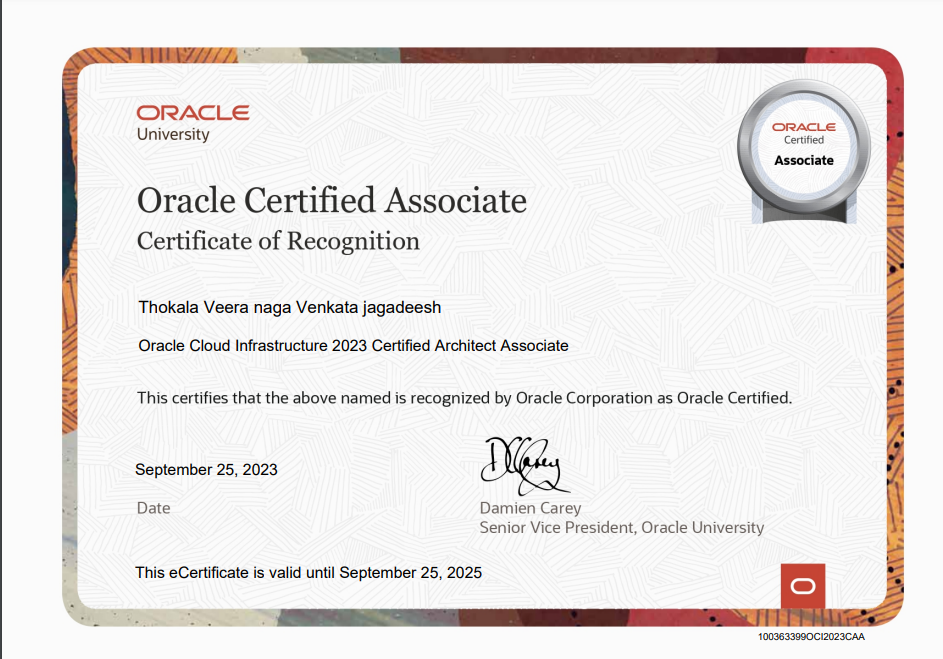 ORACLE
University
ORACLE
Certified
Associate
Oracle Certified Associate
Certificate of Recognition
Thokala Veera naga Venkata jagadeesh
Oracle Cloud Infrastructure 2023 Certified Architect Associate
This certifies that the above named is recognized by Oracle Corporation as Oracle Certified.
September 25, 2023
Date
DCarey
Damien Carey
Senior Vice President, Oracle University
This eCertificate is valid until September 25, 2025
100363399OCI2023CAA